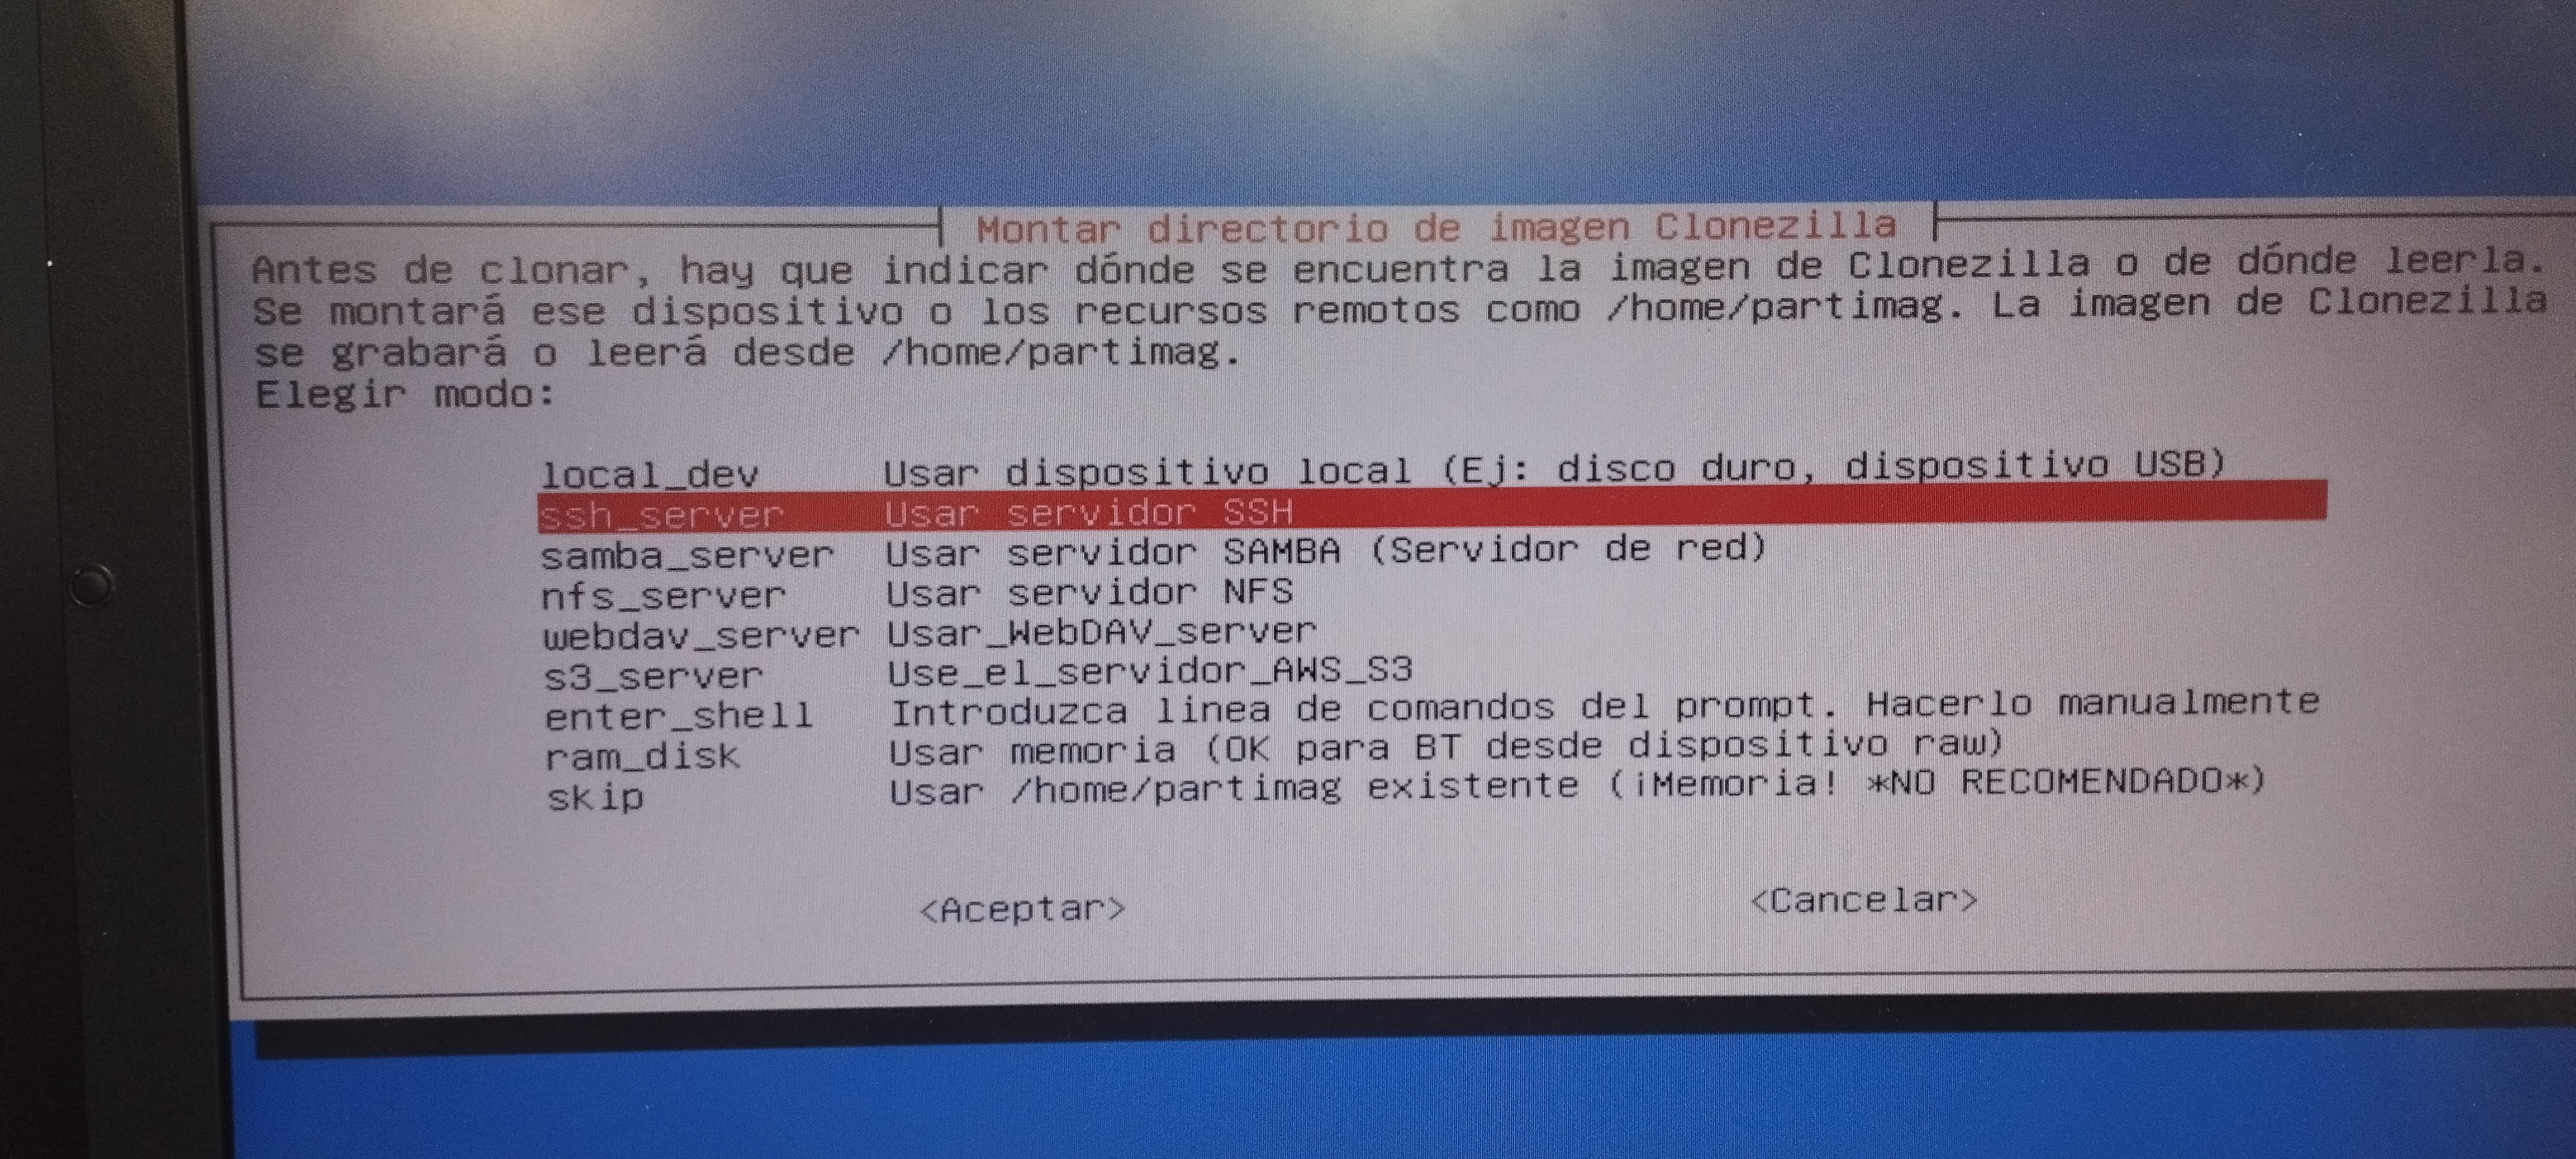 Montar directorio de imagen Clonezilla
Antes de clonar, hay que indicar dónde se encuentra la imagen de Clonezilla o de dónde leerla.
Se montará ese dispositivo o los recursos remotos como /home/partimag. La imagen de Clonezilla
se grabará o leerá desde /home/partimag.
Elegir modo:
local_dev Usar dispositivo local (Ej: disco duro, dispositivo USB)
ssh_server Usar servidor SSH
samba_server Usar servidor SAMBA (Servidor de red)
nfs_server Usar servidor NFS
webdav_server Usar_WebDAV_server
s3_server Use_el_servidor_AWS_S3
enter_shell Introduzca linea de comandos del prompt. Hacerlo manualmente
ram_disk Usar memoria (OK para BT desde dispositivo raw)
skip Usar /home/partimag existente (¡Memoria! *NO RECOMENDADO*)
<Aceptar> <Cancelar>